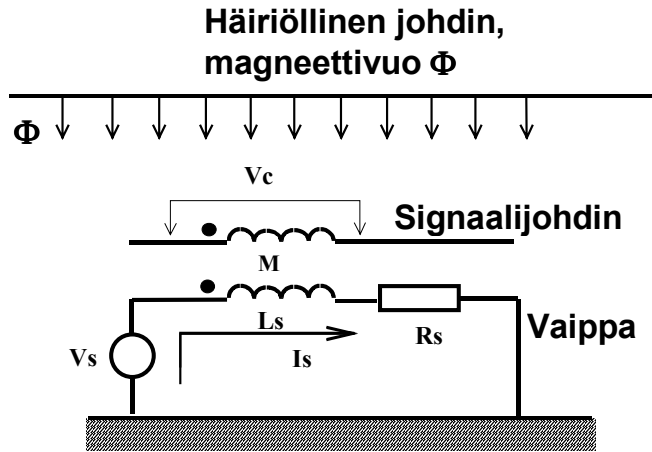 Häiriöllinen johdin,
magneettivuo Φ
Φ
Vc
Signaalijohdin
M
Ls
Rs
Vaippa
Vs
Is